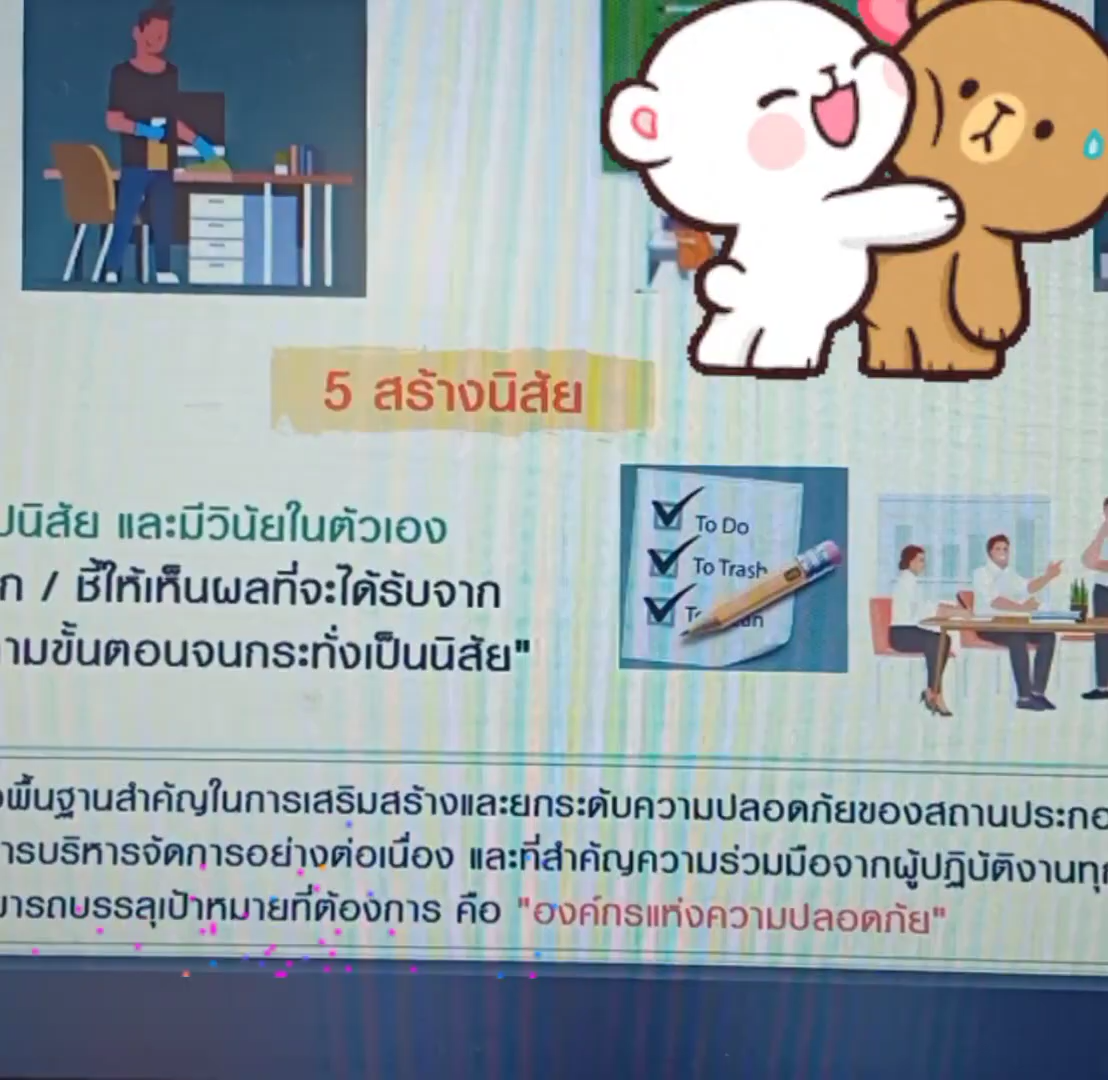 5 สร้างนิสัย
ปนิสัย และมีวินัยในตัวเอง
To Do
ก / ชี้ให้เห็นผลที่จะได้รับจาก
To Trash
ามขั้นตอนจนกระทั่งเป็นนิสัย"
พื้นฐานสำคัญในการเสริมสร้างและยกระดับความปลอดภัยของสถานประกอ
ารบริหารจัดการอย่างต่อเนื่อง และที่สำคัญความร่วมมือจากผู้ปฏิบัติงานทุก
มารถบรรลุเป้าหมายที่ต้องการ คือ "องค์กรแห่งความปลอดภัย"